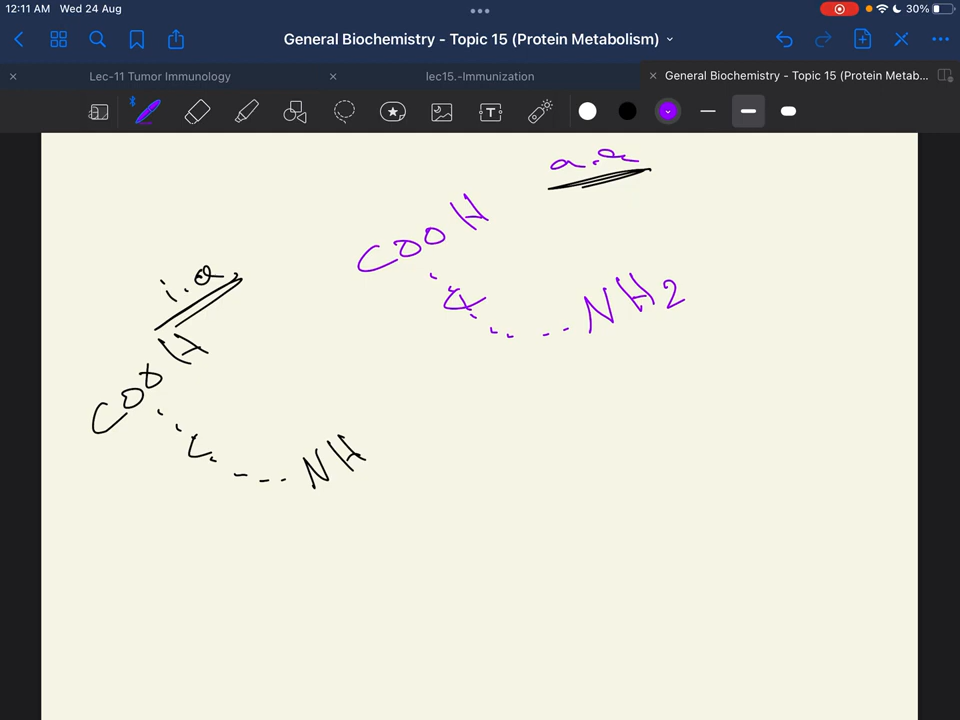 12:11 AM Wed 24 Aug
30%
General Biochemistry - Topic 15 (Protein Metabolism)
Lec-11 Tumor Immunology
lec15.-Immunization
General Biochemistry - Topic 15 (Protein Metab...
T
a.a
COOH
NH2
i.a
COOH
C
NH